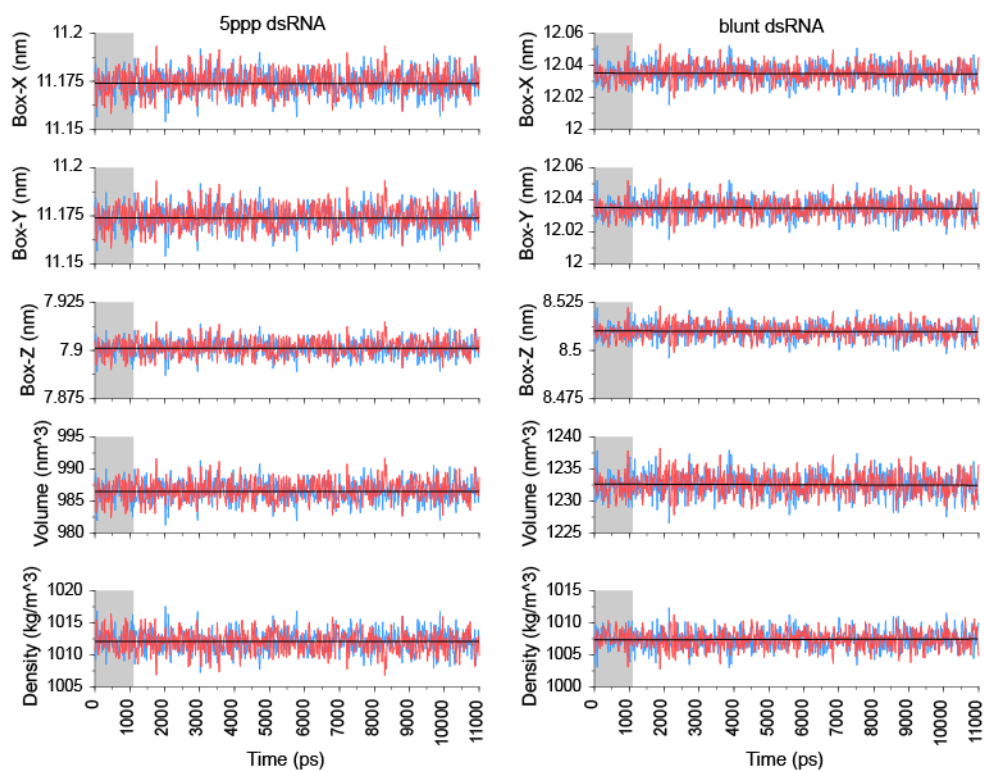 5ppp dsRNA
blunt dsRNA
Box-X (nm)
11.2
11.175
11.15
Box-X (nm)
12.06
12.04
12.02
12
Box-Y (nm)
11.2
11.175
11.15
Box-Y (nm)
12.06
12.04
12.02
12
Box-Z (nm)
7.925
7.9
7.875
Box-Z (nm)
8.525
8.5
8.475
Volume (nm^3)
995
990
985
980
Volume (nm^3)
1240
1235
1230
1225
Density (kg/m^3)
1020
1015
1010
1005
Density (kg/m^3)
1015
1010
1005
1000
0 1000 2000 3000 4000 5000 6000 7000 8000 9000 10000 11000
0 1000 2000 3000 4000 5000 6000 7000 8000 9000 10000 11000
Time (ps)
Time (ps)